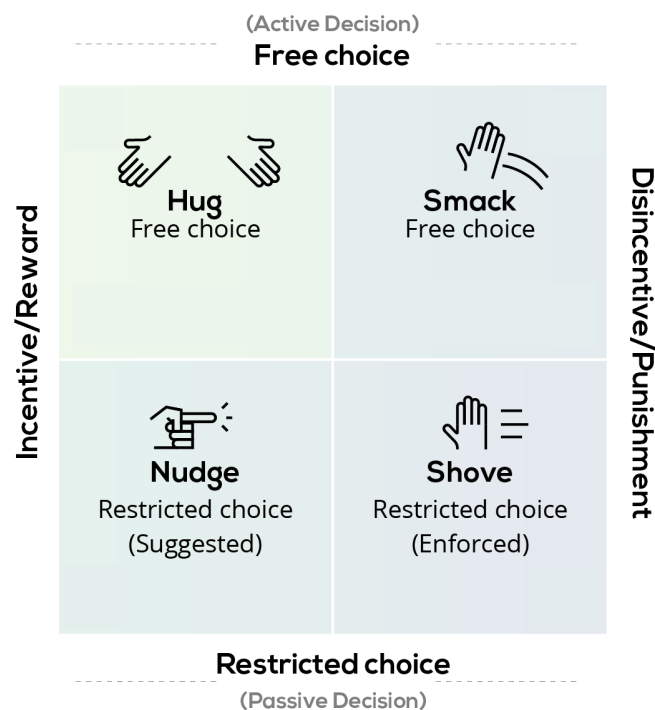 (Active Decision)
Free choice
Incentive/Reward
Disincentive/Punishment
Hug
Free choice
Smack
Free choice
Nudge
Restricted choice
(Suggested)
Shove
Restricted choice
(Enforced)
Restricted choice
(Passive Decision)